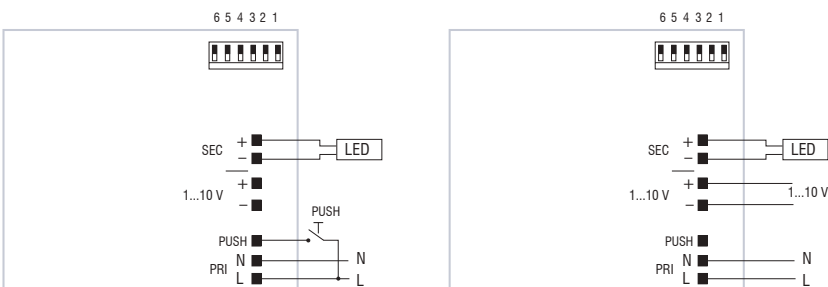 6 5 4 3 2 1
SEC + LED
−
1...10 V +
−
PUSH
PUSH
PRI N N
L L
6 5 4 3 2 1
SEC + LED
−
1...10 V + 1...10 V
−
PUSH
PRI N N
L L